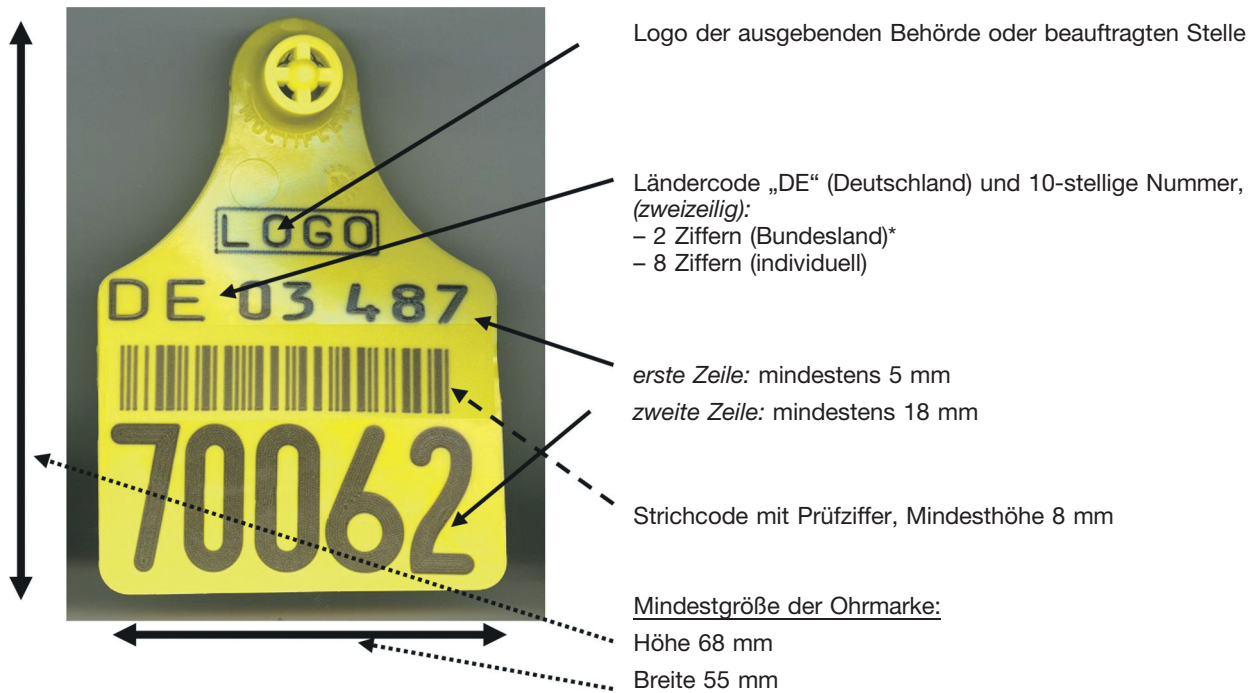 Logo der ausgebenden Behörde oder beauftragten Stelle
Ländercode „DE“ (Deutschland) und 10-stellige Nummer,
(zweizeilig):
– 2 Ziffern (Bundesland)*
– 8 Ziffern (individuell)
LOGO
DE 03 487
erste Zeile: mindestens 5 mm
zweite Zeile: mindestens 18 mm
70062
Strichcode mit Prüfziffer, Mindesthöhe 8 mm
Mindestgröße der Ohrmarke:
Höhe 68 mm
Breite 55 mm